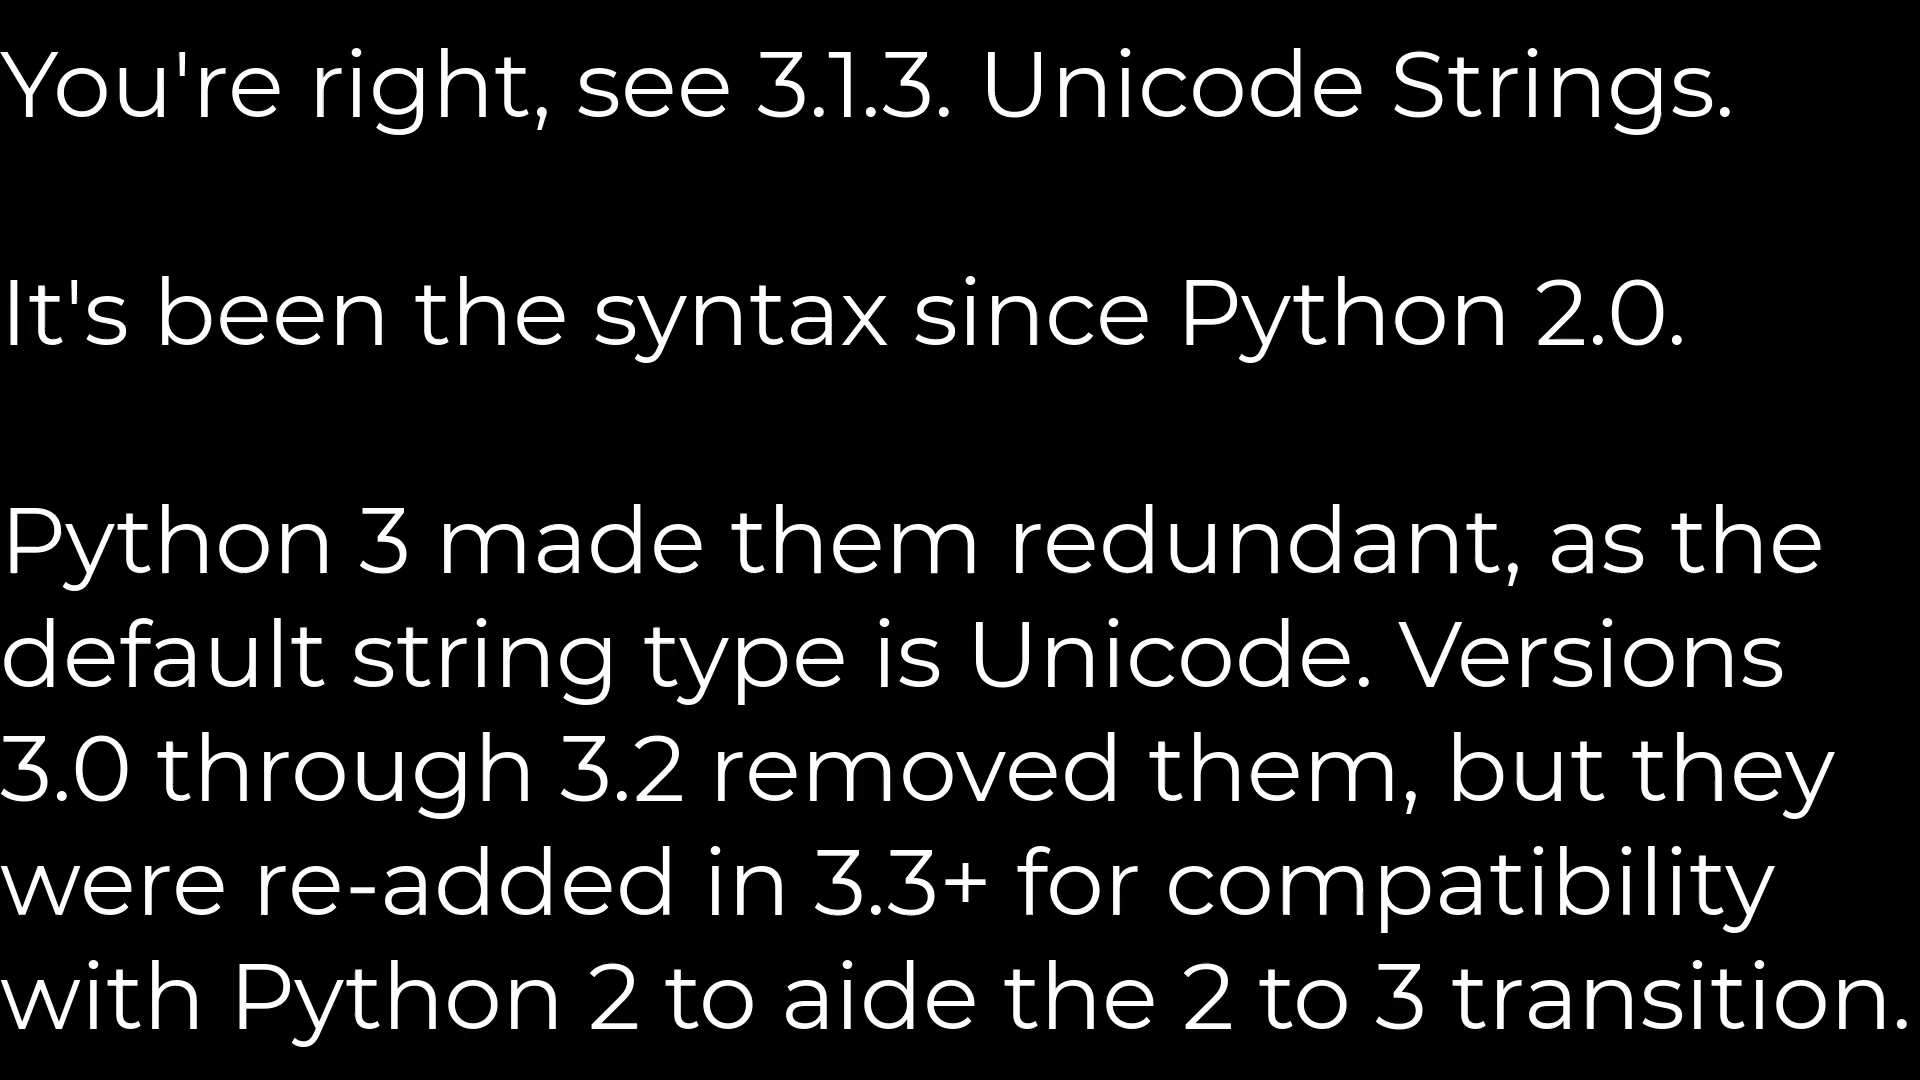 You're right, see 3.1.3. Unicode Strings.
It's been the syntax since Python 2.0.
Python 3 made them redundant, as the
default string type is Unicode. Versions
3.0 through 3.2 removed them, but they
were re-added in 3.3+ for compatibility
with Python 2 to aide the 2 to 3 transition.